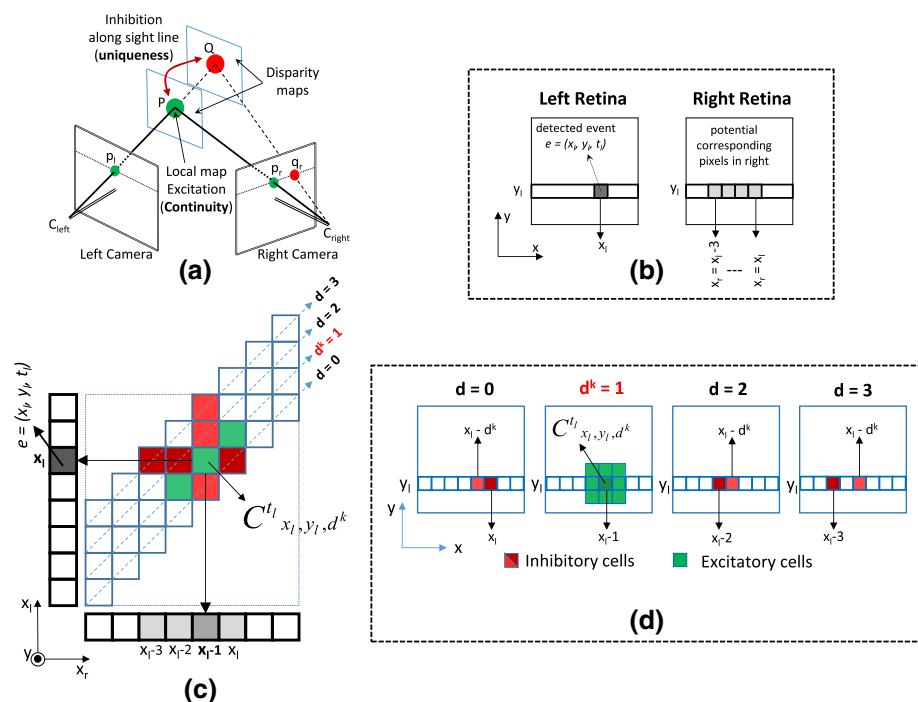 Inhibition
along sight line
(uniqueness)
Q
Disparity
maps
P
Local map
Excitation
(Continuity)
p_l
p_r
q_r
C_left
C_right
Left Camera
Right Camera
(a)
Left Retina
Right Retina
detected event
e = (x_l, y_l, t_l)
potential
corresponding
pixels in right
y_l
y_l
y
x
x_l
x_r = x_l-3
----
x_r = x_l
(b)
d = 3
d = 2
d^k = 1
d = 0
e = (x_l, y_l, t_l)
x_l
C^{t_l}_{x_l, y_l, d^k}
x_l
y
x_r
x_l-3
x_l-2
x_l-1
x_l
(c)
d = 0
d^k = 1
d = 2
d = 3
x_l - d^k
C^{t_l}_{x_l, y_l, d^k}
x_l - d^k
x_l - d^k
y_l
y_l
y_l
y_l
y
x
x_l
x_l-1
x_l-2
x_l-3
Inhibitory cells
Excitatory cells
(d)